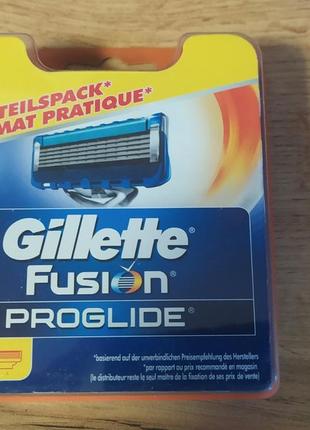 TEILSPACK*
MAT PRATIQUE*
Gillette®
FUSION®
PROGLIDE®
*basierend auf der unverbindlichen Preisempfehlung des Herstellers
*par rapport au prix recommandé en magasin
(le distributeur reste le seul maître de la fixation de ses prix de vente)